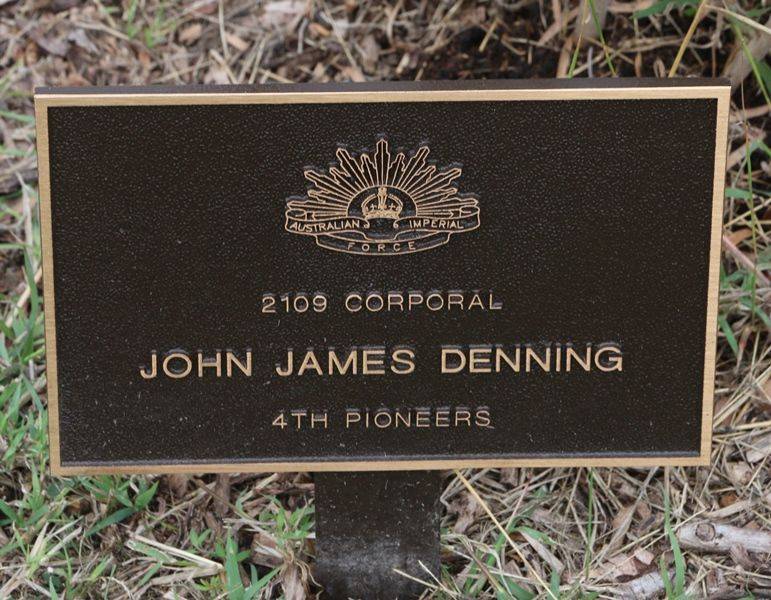 AUSTRALIAN IMPERIAL
FORCE
2109 CORPORAL
JOHN JAMES DENNING
4TH PIONEERS